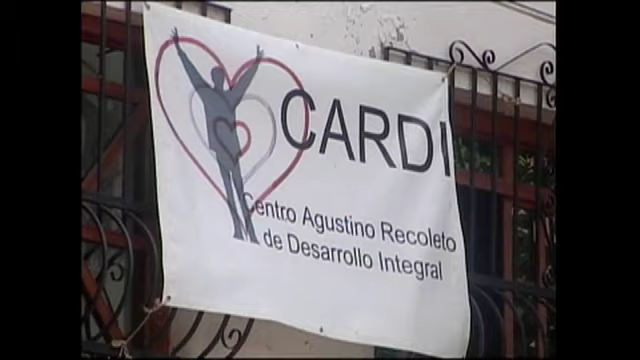 CARDI
Centro Agustino Recoleto
de Desarrollo Integral